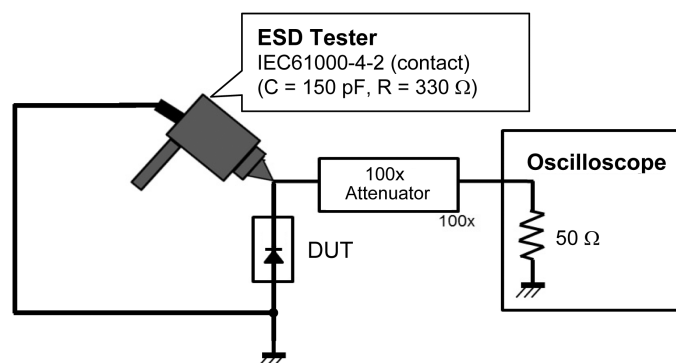 ESD Tester
IEC61000-4-2 (contact)
(C = 150 pF, R = 330 Ω)
100x
Attenuator
100x
Oscilloscope
50 Ω
DUT